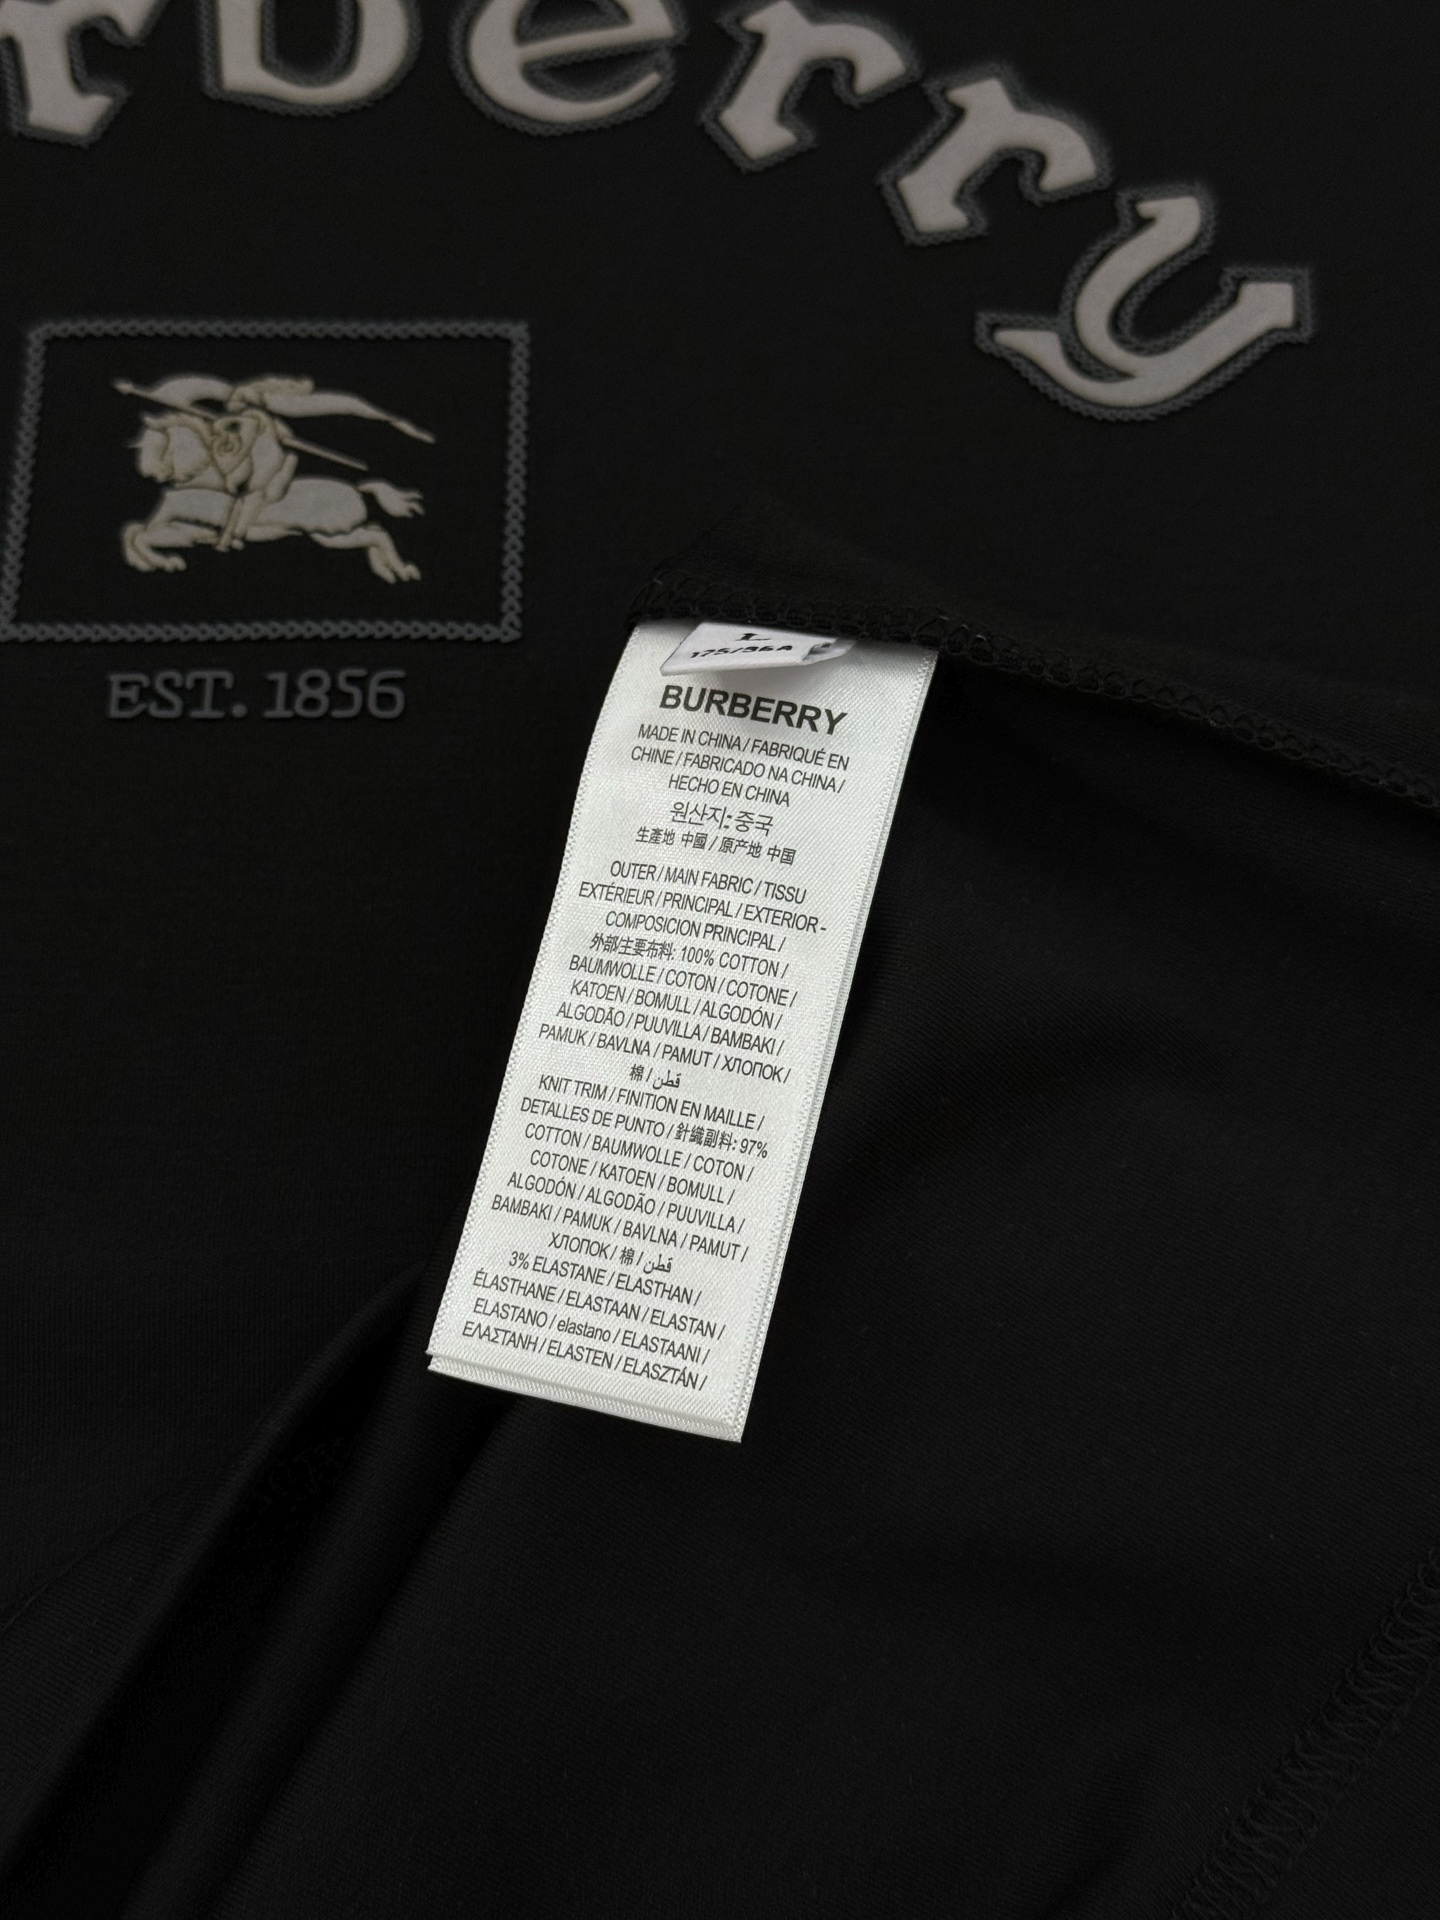 rberry
EST. 1856
L
175/96A
BURBERRY
MADE IN CHINA / FABRIQUÉ EN
CHINE / FABRICADO NA CHINA /
HECHO EN CHINA
원산지: 중국
生產地 中國 / 原产地 中国
OUTER / MAIN FABRIC / TISSU
EXTÉRIEUR / PRINCIPAL / EXTERIOR -
COMPOSICION PRINCIPAL /
外部/主要布料: 100% COTTON /
BAUMWOLLE / COTON / COTONE /
KATOEN / BOMULL / ALGODÓN /
ALGODÃO / PUUVILLA / BAMBAKI /
PAMUK / BAVLNA / PAMUT / ХЛОПОК /
棉 / قطن
KNIT TRIM / FINITION EN MAILLE /
DETALLES DE PUNTO / 針織副料: 97%
COTTON / BAUMWOLLE / COTON /
COTONE / KATOEN / BOMULL /
ALGODÓN / ALGODÃO / PUUVILLA /
BAMBAKI / PAMUK / BAVLNA / PAMUT /
ХЛОПОК / 棉 / قطن
3% ELASTANE / ELASTHAN /
ÉLASTHANE / ELASTAAN / ELASTAN /
ELASTANO / elastano / ELASTAANI /
ΕΛΑΣΤΑΝΗ / ELASTEN / ELASZTÁN /